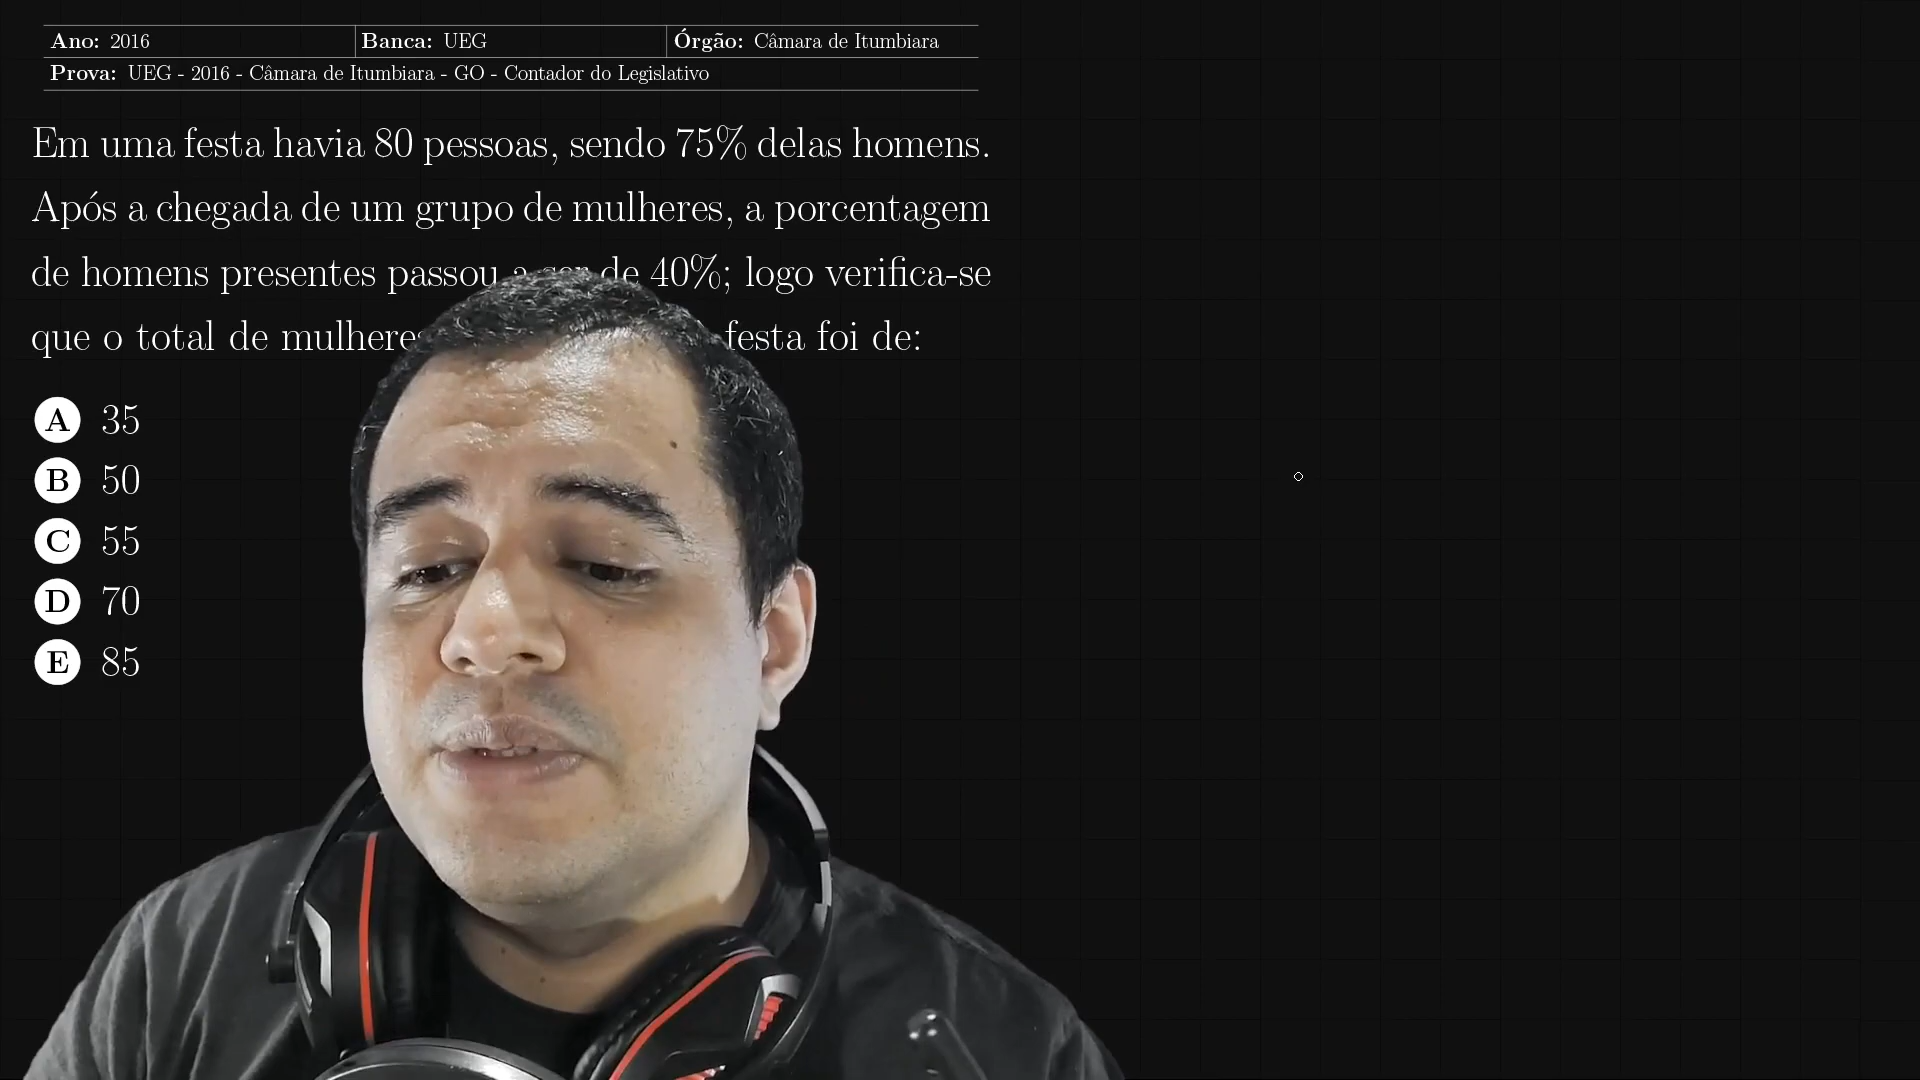 Ano: 2016 Banca: UEG Órgão: Câmara de Itumbiara
Prova: UEG - 2016 - Câmara de Itumbiara - GO - Contador do Legislativo
Em uma festa havia 80 pessoas, sendo 75% delas homens.
Após a chegada de um grupo de mulheres, a porcentagem
de homens presentes passou a ser de 40%; logo verifica-se
que o total de mulheres festa foi de:
A 35
B 50
C 55
D 70
E 85